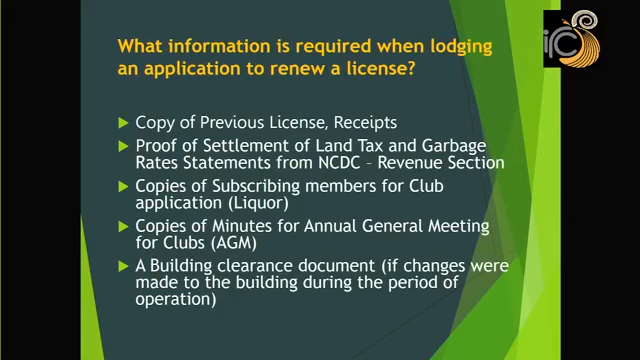 What information is required when lodging
an application to renew a license?
ifc
Copy of Previous License, Receipts
Proof of Settlement of Land Tax and Garbage
Rates Statements from NCDC – Revenue Section
Copies of Subscribing members for Club
application (Liquor)
Copies of Minutes for Annual General Meeting
for Clubs (AGM)
A Building clearance document (if changes were
made to the building during the period of
operation)